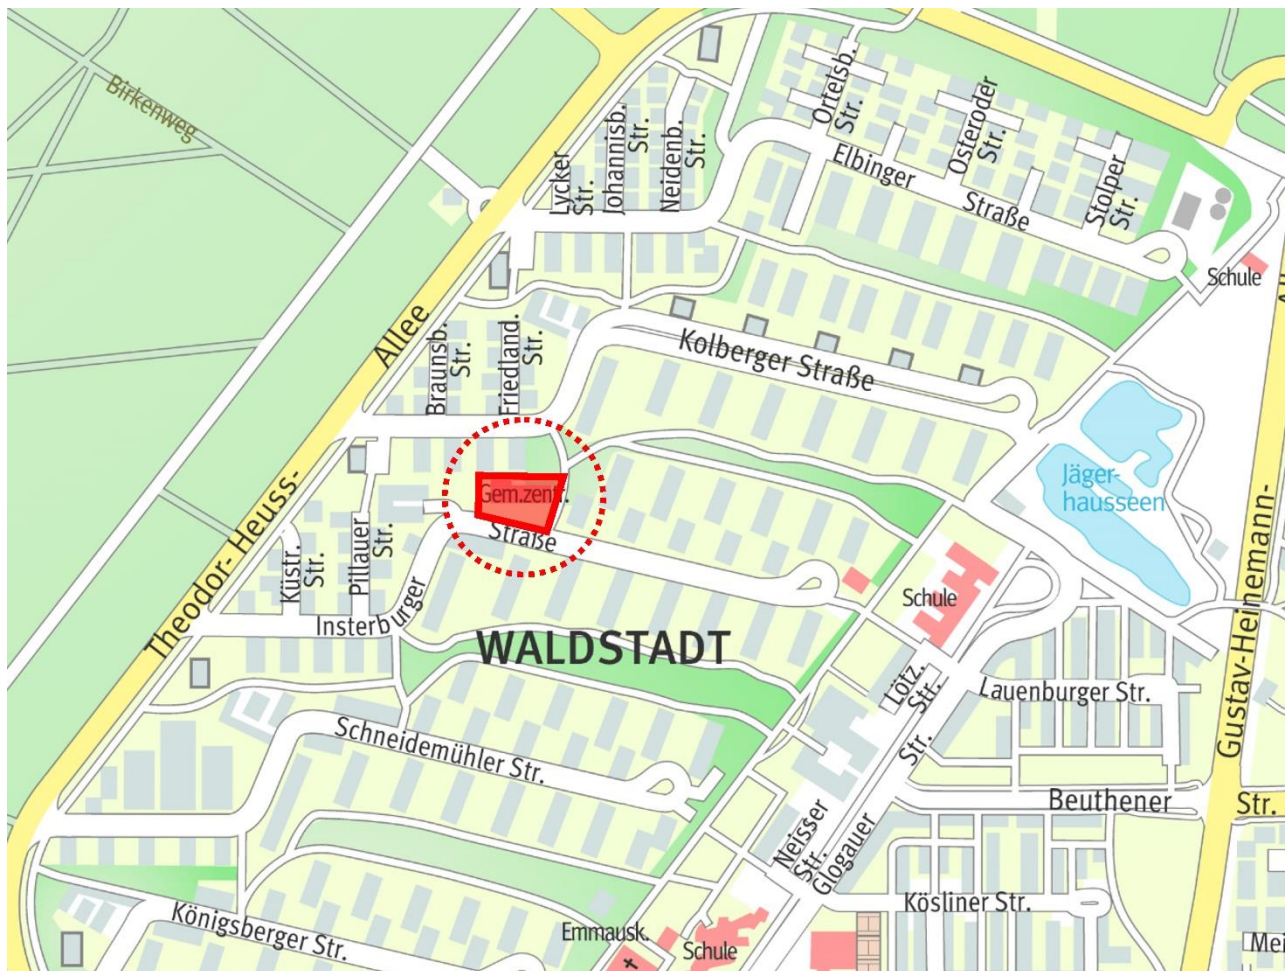 Birkenweg
Ortelsb.
Str.
Osteroder
Str.
Johannisb.
Str.
Neidenb.
Str.
Lycker
Str.
Elbinger
Straße
Stolper
Str.
Schule
Allee
Braunsb.
Str.
Friedland.
Str.
Kolberger Straße
Jäger-
hausseen
Gem.zentr.
Straße
Theodor-Heuss-
Küstr.
Str.
Pillauer
Str.
Insterburger
WALDSTADT
Schule
Gustav-Heinemann-
Lötz.
Str.
Lauenburger Str.
Schneidemühler Str.
Str.
Beuthener
Str.
Neisser
Str.
Glogauer
Kösliner Str.
Königsberger Str.
Emmausk.
Schule